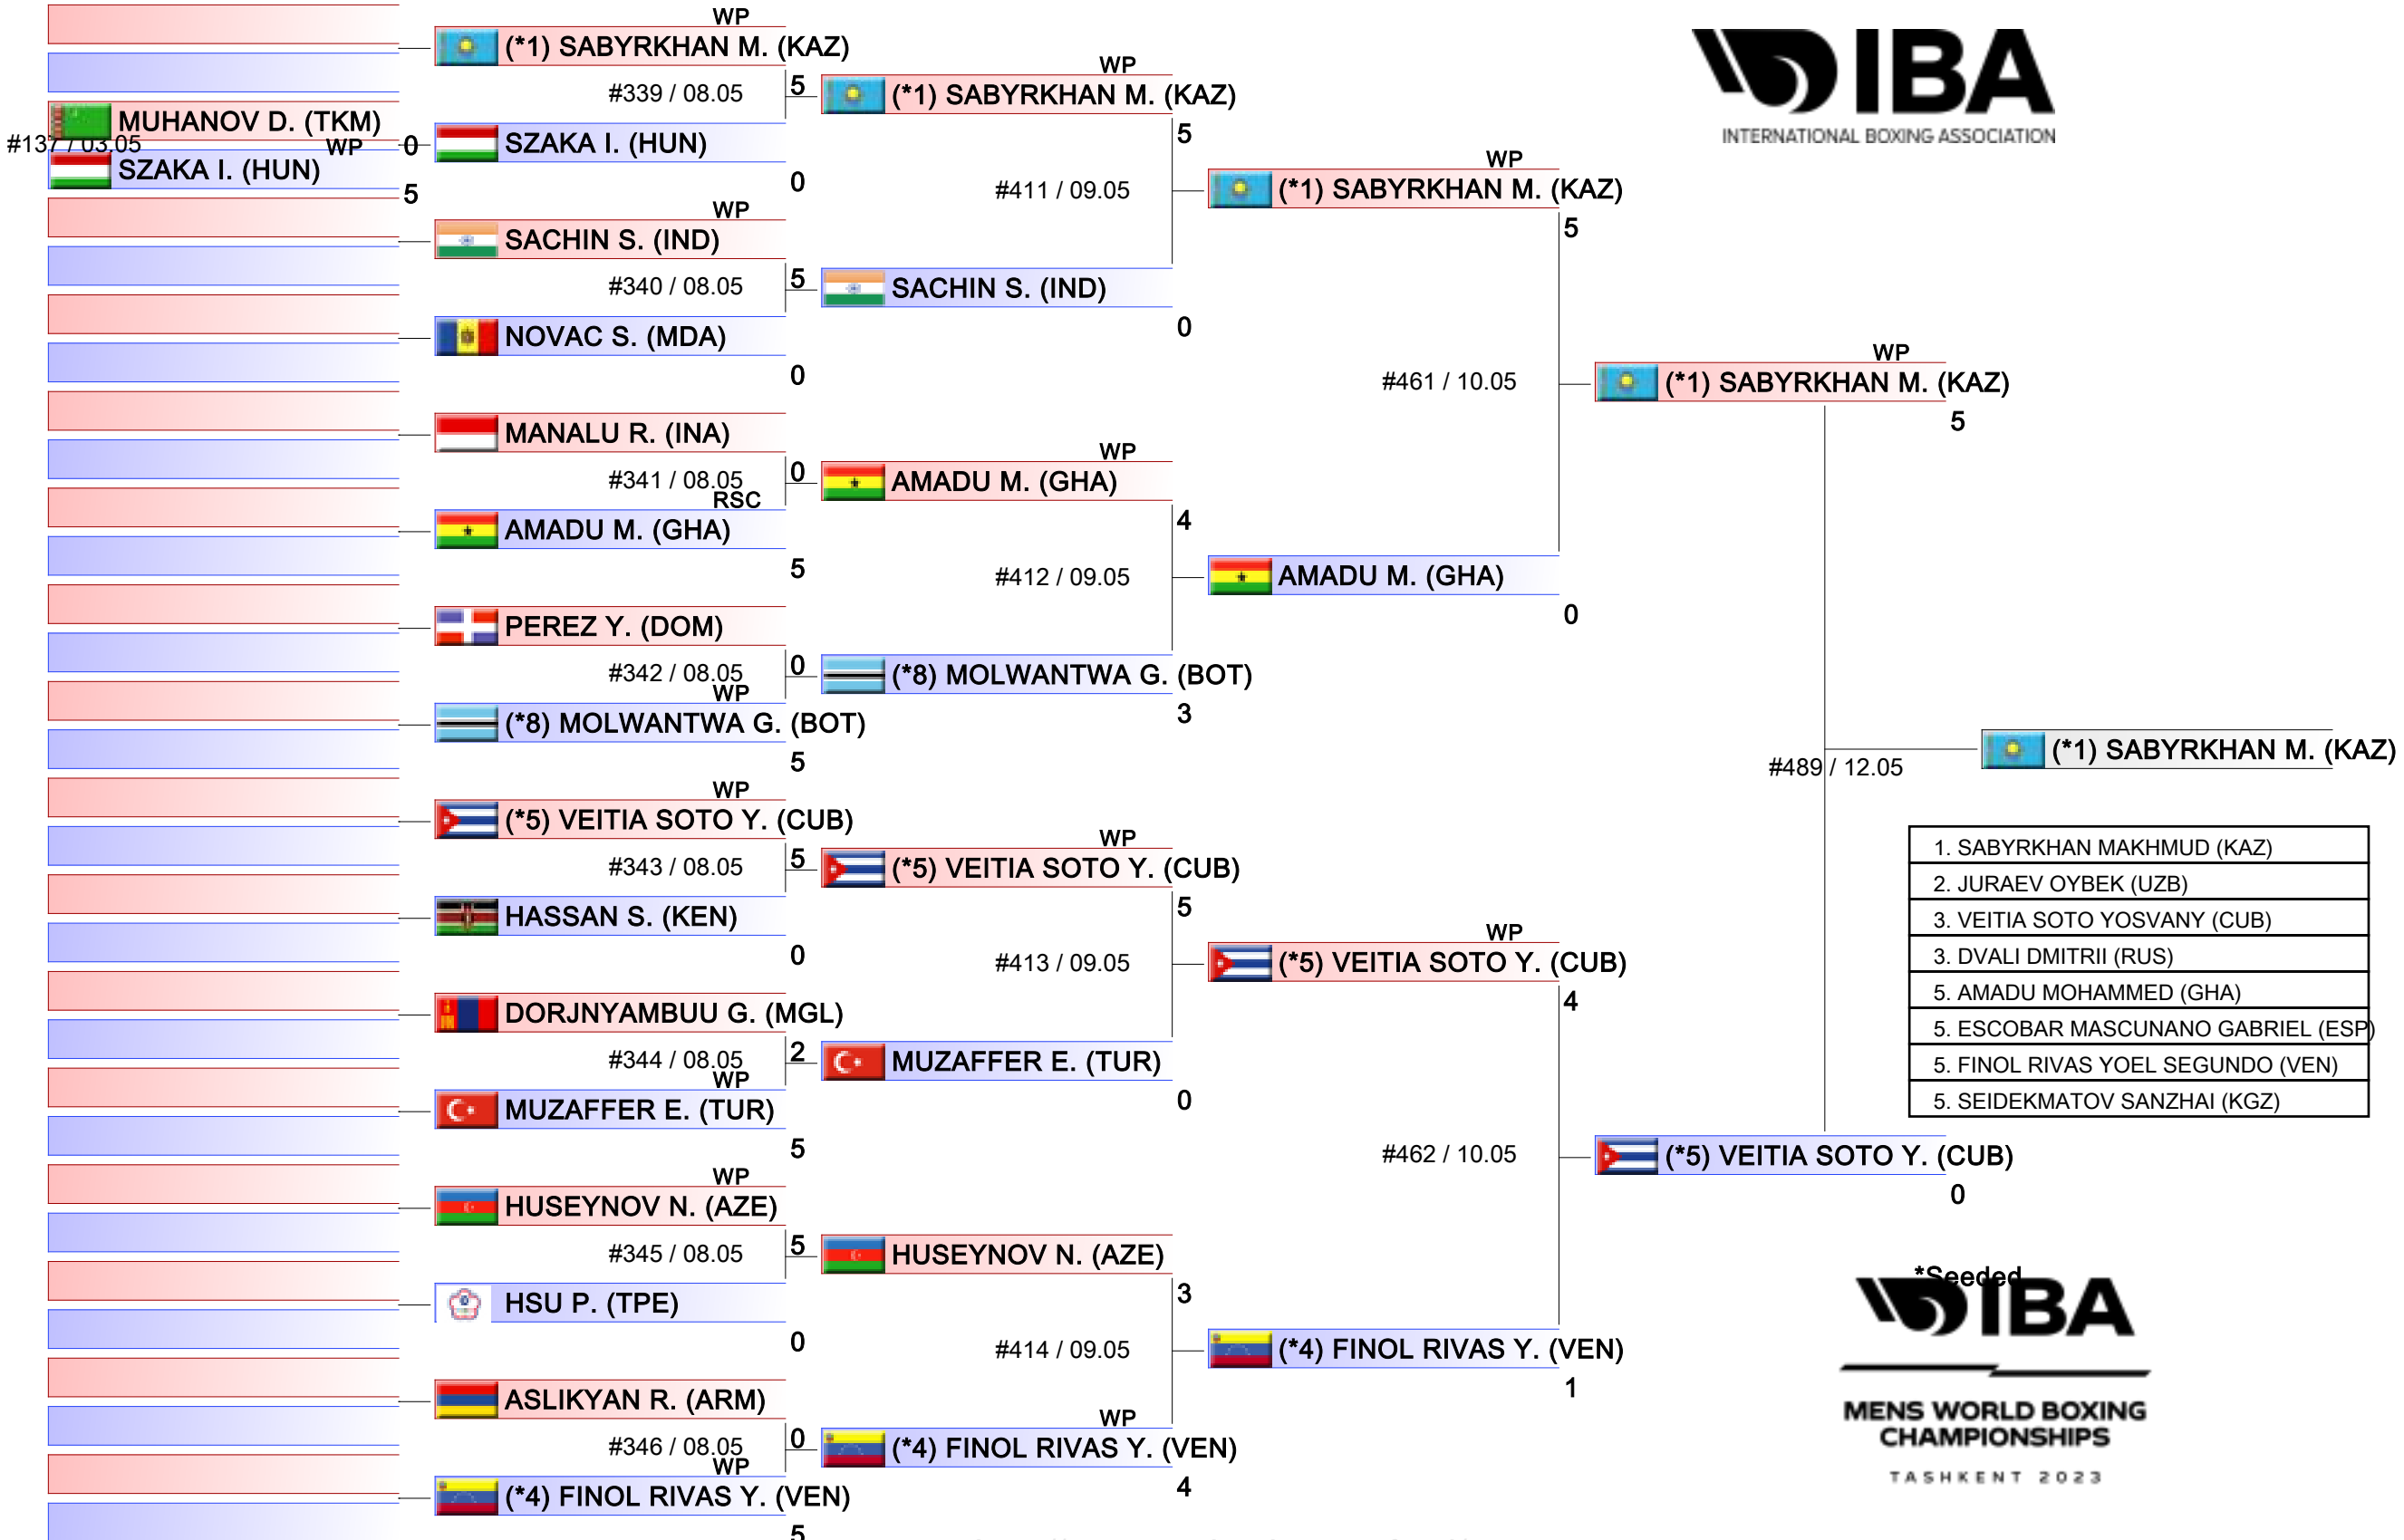 MUHANOV D. (TKM)
0
#137 / 03.05
WP
SZAKA I. (HUN)
5
WP
(*1) SABYRKHAN M. (KAZ)
5
#339 / 08.05
SZAKA I. (HUN)
0
WP
SACHIN S. (IND)
5
#340 / 08.05
NOVAC S. (MDA)
0
MANALU R. (INA)
0
#341 / 08.05
RSC
AMADU M. (GHA)
5
PEREZ Y. (DOM)
0
#342 / 08.05
WP
(*8) MOLWANTWA G. (BOT)
5
WP
(*5) VEITIA SOTO Y. (CUB)
5
#343 / 08.05
HASSAN S. (KEN)
0
DORJNYAMBUU G. (MGL)
2
#344 / 08.05
WP
MUZAFFER E. (TUR)
5
WP
HUSEYNOV N. (AZE)
5
#345 / 08.05
HSU P. (TPE)
0
ASLIKYAN R. (ARM)
0
#346 / 08.05
WP
(*4) FINOL RIVAS Y. (VEN)
5
WP
(*1) SABYRKHAN M. (KAZ)
5
#411 / 09.05
SACHIN S. (IND)
0
WP
AMADU M. (GHA)
4
#412 / 09.05
(*8) MOLWANTWA G. (BOT)
3
WP
(*5) VEITIA SOTO Y. (CUB)
5
#413 / 09.05
MUZAFFER E. (TUR)
0
HUSEYNOV N. (AZE)
3
#414 / 09.05
WP
(*4) FINOL RIVAS Y. (VEN)
4
WP
(*1) SABYRKHAN M. (KAZ)
5
#461 / 10.05
AMADU M. (GHA)
0
WP
(*5) VEITIA SOTO Y. (CUB)
4
#462 / 10.05
(*4) FINOL RIVAS Y. (VEN)
1
WP
(*1) SABYRKHAN M. (KAZ)
5
#489 / 12.05
(*5) VEITIA SOTO Y. (CUB)
0
(*1) SABYRKHAN M. (KAZ)
IBA
INTERNATIONAL BOXING ASSOCIATION
1. SABYRKHAN MAKHMUD (KAZ)
2. JURAEV OYBEK (UZB)
3. VEITIA SOTO YOSVANY (CUB)
3. DVALI DMITRII (RUS)
5. AMADU MOHAMMED (GHA)
5. ESCOBAR MASCUNANO GABRIEL (ESP)
5. FINOL RIVAS YOEL SEGUNDO (VEN)
5. SEIDEKMATOV SANZHAI (KGZ)
*Seeded
IBA
MENS WORLD BOXING
CHAMPIONSHIPS
TASHKENT 2023